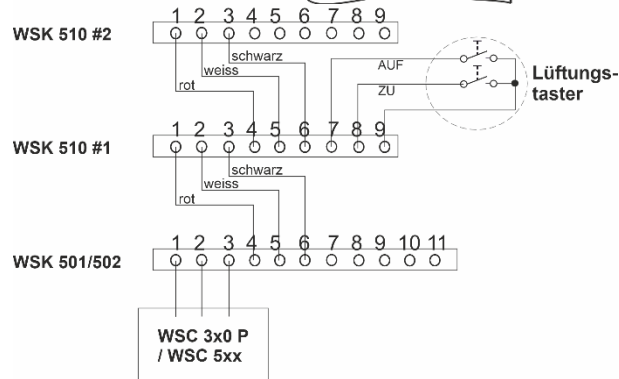 1 2 3 4 5 6 7 8 9
WSK 510 #2
schwarz
weiss
rot
AUF
ZU
Lüftungs-
taster
1 2 3 4 5 6 7 8 9
WSK 510 #1
schwarz
weiss
rot
1 2 3 4 5 6 7 8 9 10 11
WSK 501/502
WSC 3x0 P
/ WSC 5xx